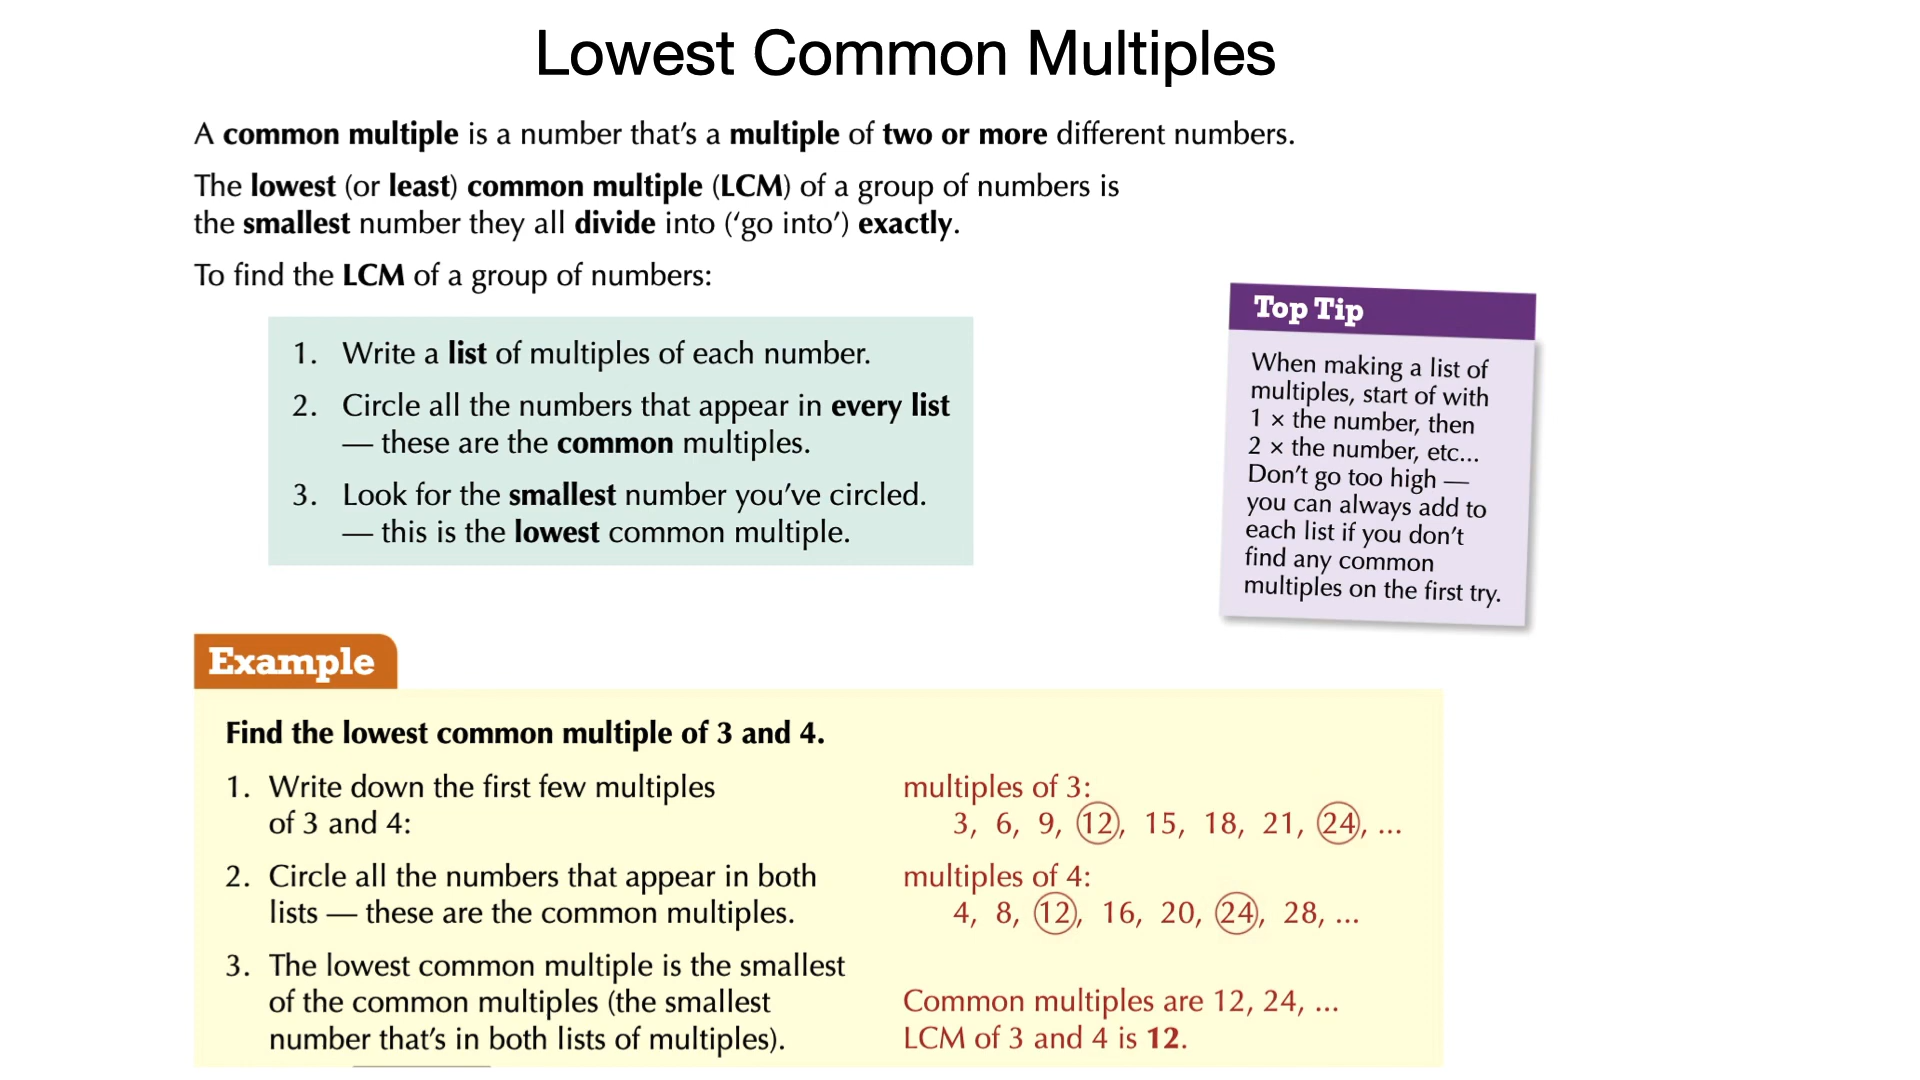 Lowest Common Multiples
A common multiple is a number that's a multiple of two or more different numbers.
The lowest (or least) common multiple (LCM) of a group of numbers is
the smallest number they all divide into ('go into') exactly.
To find the LCM of a group of numbers:
1. Write a list of multiples of each number.
2. Circle all the numbers that appear in every list
— these are the common multiples.
3. Look for the smallest number you've circled.
— this is the lowest common multiple.
Top Tip
When making a list of
multiples, start of with
1 × the number, then
2 × the number, etc...
Don't go too high —
you can always add to
each list if you don't
find any common
multiples on the first try.
Example
Find the lowest common multiple of 3 and 4.
1. Write down the first few multiples
of 3 and 4:
multiples of 3:
3, 6, 9, 12, 15, 18, 21, 24, ...
2. Circle all the numbers that appear in both
lists — these are the common multiples.
multiples of 4:
4, 8, 12, 16, 20, 24, 28, ...
3. The lowest common multiple is the smallest
of the common multiples (the smallest
number that's in both lists of multiples).
Common multiples are 12, 24, ...
LCM of 3 and 4 is 12.